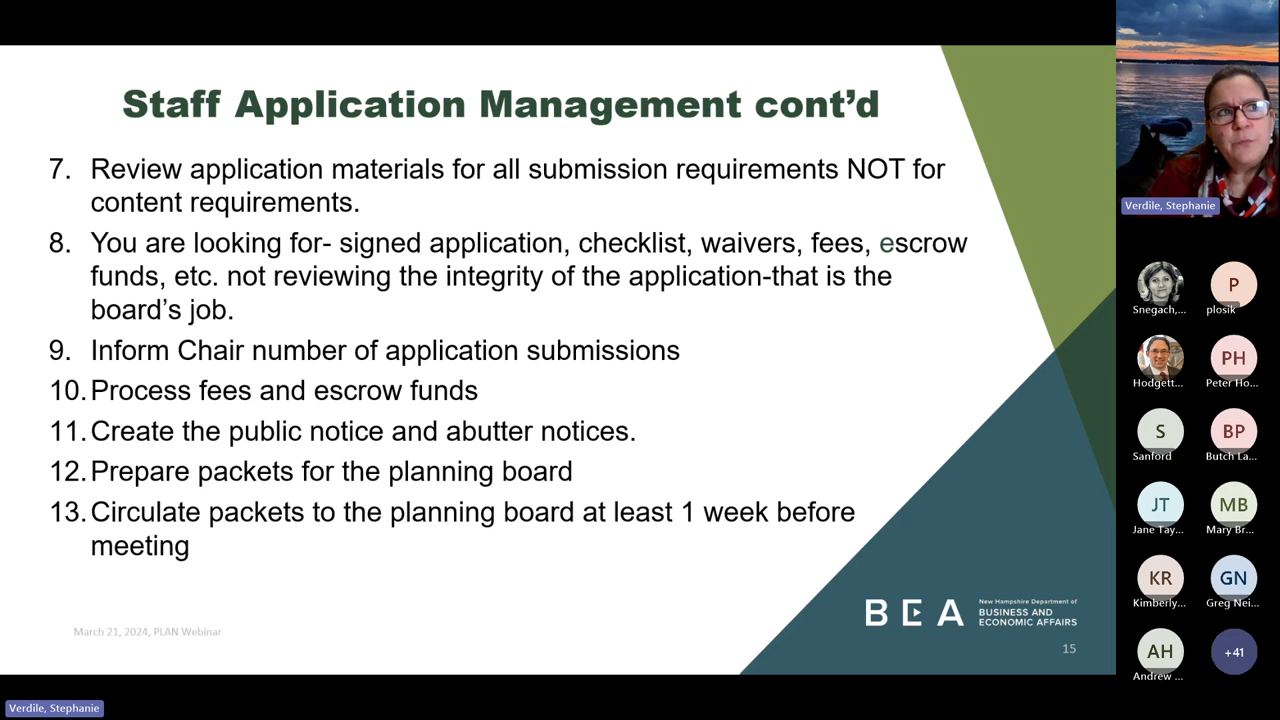 Staff Application Management cont’d
7. Review application materials for all submission requirements NOT for
content requirements.
8. You are looking for- signed application, checklist, waivers, fees, escrow
funds, etc. not reviewing the integrity of the application-that is the
board’s job.
9. Inform Chair number of application submissions
10. Process fees and escrow funds
11. Create the public notice and abutter notices.
12. Prepare packets for the planning board
13. Circulate packets to the planning board at least 1 week before
meeting
March 21, 2024, PLAN Webinar
BEA
New Hampshire Department of
BUSINESS AND
ECONOMIC AFFAIRS
15
Verdile, Stephanie
Snegach,...
P
plosik
Hodgett...
PH
Peter Ho...
S
Sanford
BP
Butch La...
JT
Jane Tay...
MB
Mary Br...
KR
Kimberly...
GN
Greg Nei...
AH
Andrew ...
+41
Verdile, Stephanie